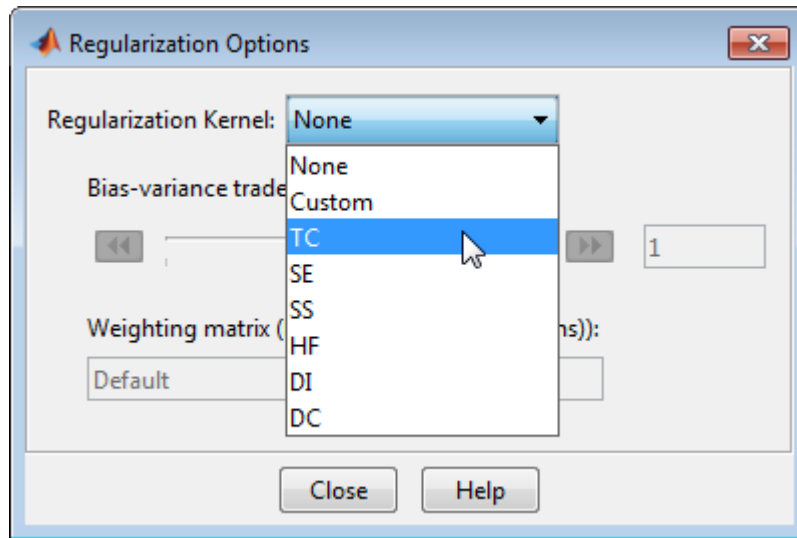 Regularization Options
Regularization Kernel: None
None
Bias-variance trade
Custom
TC
1
SE
SS
Weighting matrix (
ns)):
HF
Default
DI
DC
Close Help